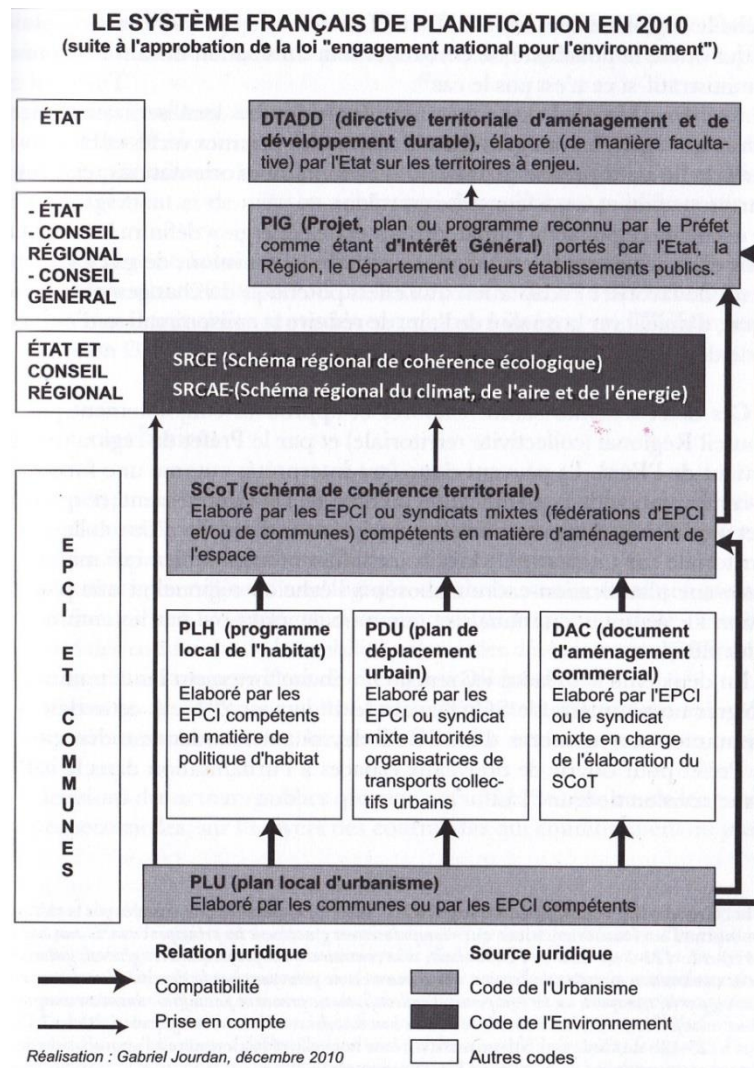 LE SYSTÈME FRANÇAIS DE PLANIFICATION EN 2010
(suite à l'approbation de la loi "engagement national pour l'environnement")
ÉTAT
DTADD (directive territoriale d'aménagement et de
développement durable), élaboré (de manière faculta-
tive) par l'Etat sur les territoires à enjeu.
- ÉTAT
- CONSEIL
RÉGIONAL
- CONSEIL
GÉNÉRAL
PIG (Projet, plan ou programme reconnu par le Préfet
comme étant d'Intérêt Général) portés par l'Etat, la
Région, le Département ou leurs établissements publics.
ÉTAT ET
CONSEIL
RÉGIONAL
SRCE (Schéma régional de cohérence écologique)
SRCAE-(Schéma régional du climat, de l'aire et de l'énergie)
EPCI ET COMMUNES
SCoT (schéma de cohérence territoriale)
Elaboré par les EPCI ou syndicats mixtes (fédérations d'EPCI
et/ou de communes) compétents en matière d'aménagement de
l'espace
PLH (programme
local de l'habitat)
Elaboré par les
EPCI compétents
en matière de
politique d'habitat
PDU (plan de
déplacement
urbain)
Elaboré par les
EPCI ou syndicat
mixte autorités
organisatrices de
transports collec-
tifs urbains
DAC (document
d'aménagement
commercial)
Elaboré par l'EPCI
ou le syndicat
mixte en charge
de l'élaboration du
SCoT
PLU (plan local d'urbanisme)
Elaboré par les communes ou par les EPCI compétents
Relation juridique
Compatibilité
Prise en compte
Source juridique
Code de l'Urbanisme
Code de l'Environnement
Autres codes
Réalisation : Gabriel Jourdan, décembre 2010